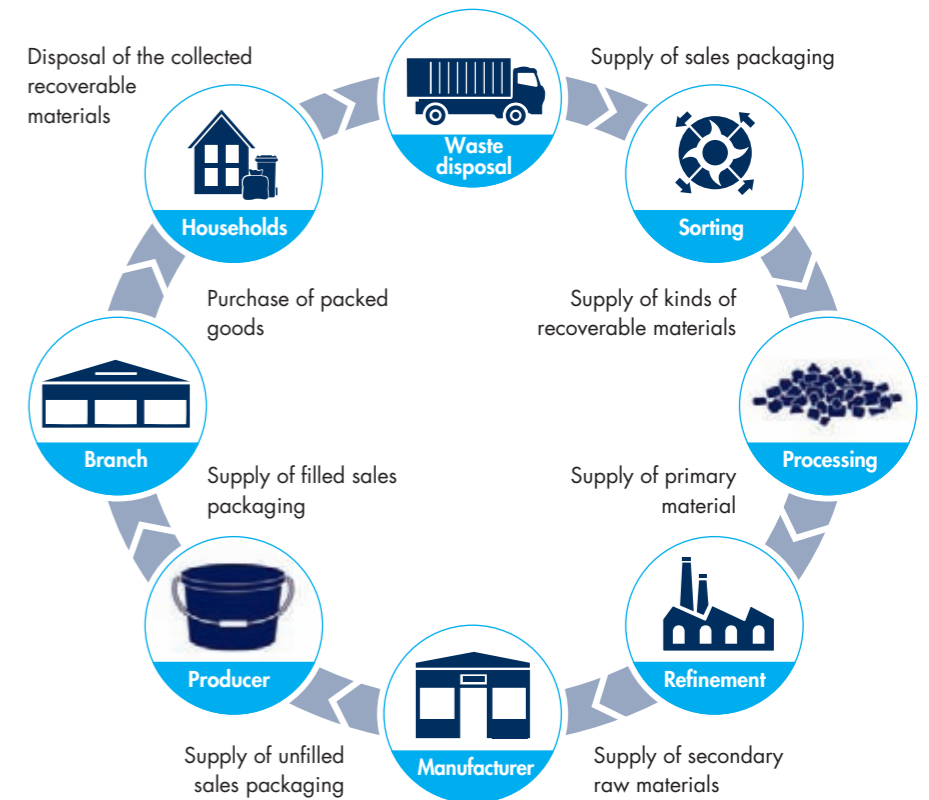 Disposal of the collected
recoverable
materials
Waste
disposal
Supply of sales packaging
Households
Sorting
Purchase of packed
goods
Supply of kinds of
recoverable materials
Branch
Processing
Supply of filled sales
packaging
Supply of primary
material
Producer
Refinement
Manufacturer
Supply of unfilled
sales packaging
Supply of secondary
raw materials